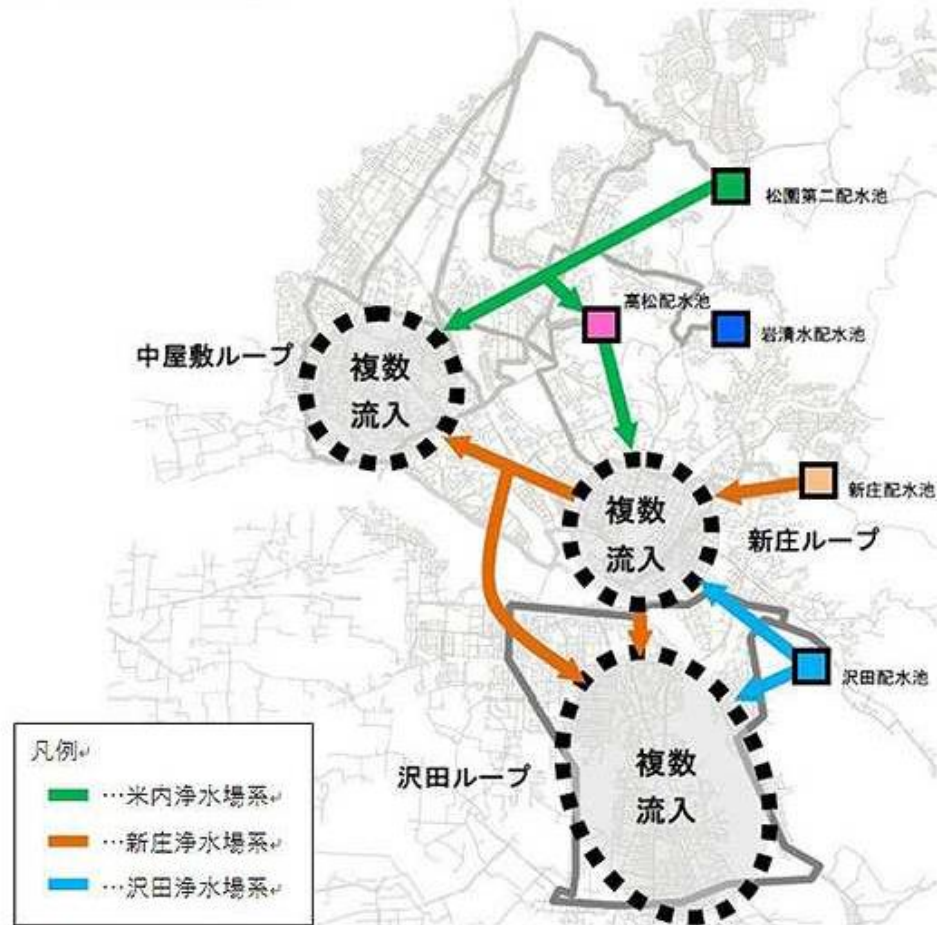 松園第二配水池
高松配水池
岩清水配水池
中屋敷ループ
複数
流入
新庄配水池
複数
流入
新庄ループ
沢田配水池
沢田ループ
複数
流入
凡例↵
…米内浄水場系↵
…新庄浄水場系↵
…沢田浄水場系↵